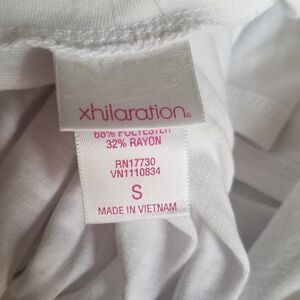 xhilaration®
68% POLYESTER
32% RAYON
RN17730
VN1110834
S
MADE IN VIETNAM